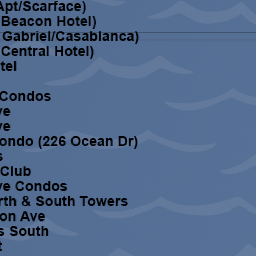 Apt/Scarface)
Beacon Hotel)
Gabriel/Casablanca)
Central Hotel)
tel
Condos
ve
ve
ondo (226 Ocean Dr)
s
Club
ve Condos
rth & South Towers
on Ave
s South
t